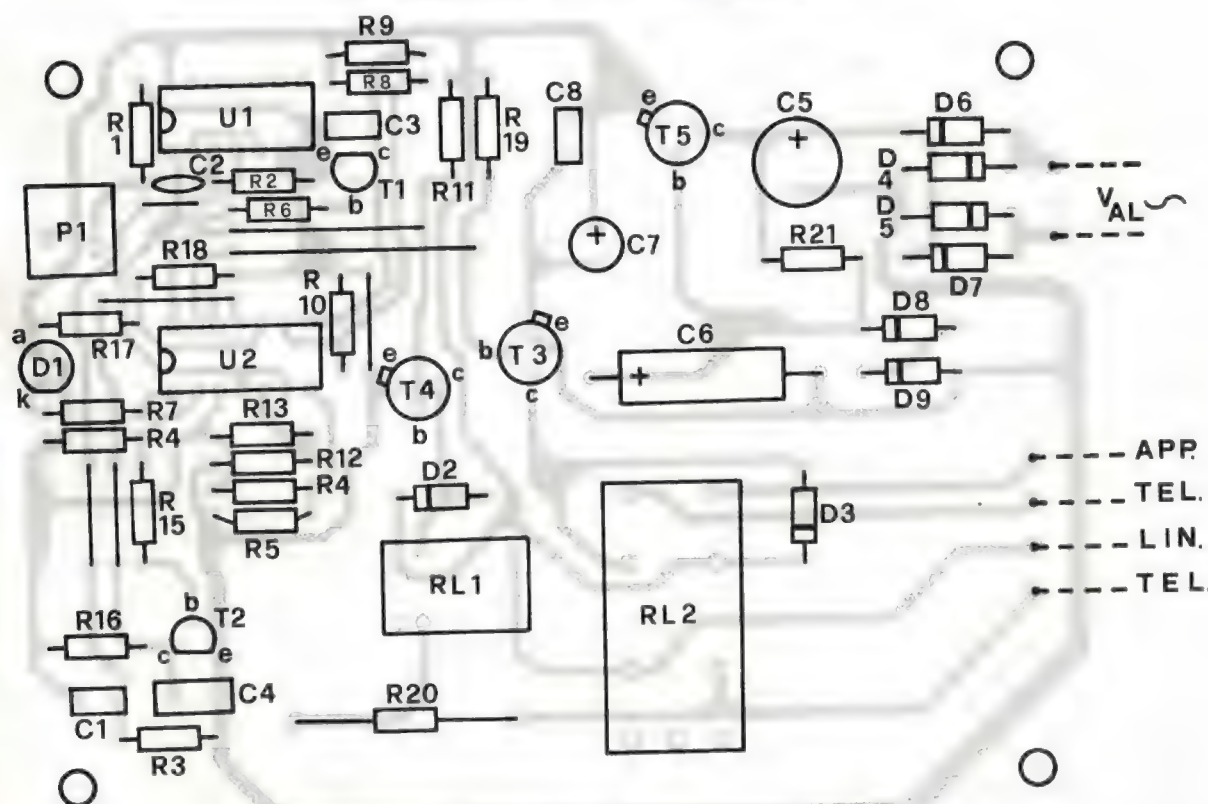 R9
R8
R
1
U1
C3
R
19
C8
e
T5
c
b
C5
+
D6
D
4
C2
R2
e
c
T1
b
R11
R6
P1
+
C7
R21
D
5
D7
V AL ~
R18
R
10
a
D1
k
R17
U2
e
T4
c
b
b
T3
e
c
C6
+
D8
D9
R7
R4
R13
R12
R4
R5
R
15
D2
RL1
RL2
D3
APP.
TEL.
LIN.
TEL.
R16
b
T2
c
e
C1
C4
R3
R20